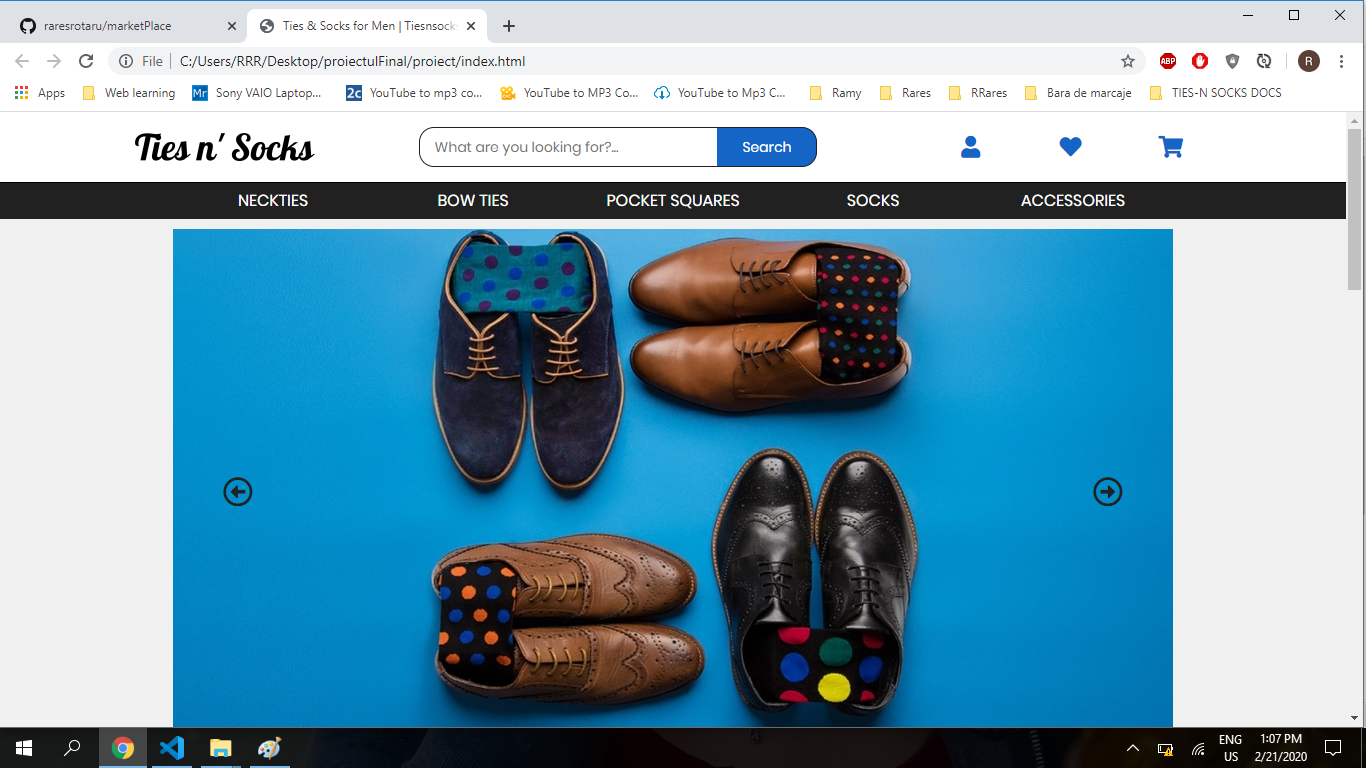 raresrotaru/marketPlace
Ties & Socks for Men | Tiesnsock
File
C:/Users/RRR/Desktop/proiectulFinal/proiect/index.html
ABP
R
Apps
Web learning
Mr
Sony VAIO Laptop...
2c
YouTube to mp3 co...
YouTube to MP3 Co...
YouTube to Mp3 C...
Ramy
Rares
RRares
Bara de marcaje
TIES-N SOCKS DOCS
Ties n' Socks
What are you looking for?...
Search
NECKTIES
BOW TIES
POCKET SQUARES
SOCKS
ACCESSORIES
ENG
US
1:07 PM
2/21/2020